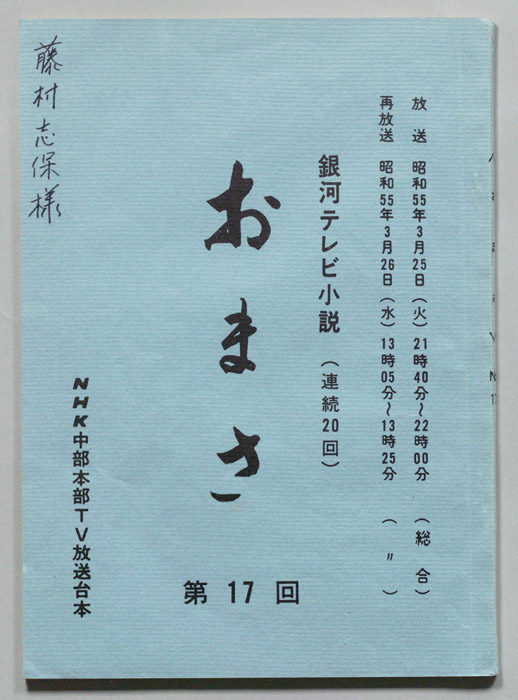 放送 昭和55年3月25日(火)21時40分〜22時00分(総合)
再放送 昭和55年3月26日(水)13時05分〜13時25分(〃)
銀河テレビ小説(連続20回)
おまさ
第17回
NHK中部本部TV放送台本
藤村志保様